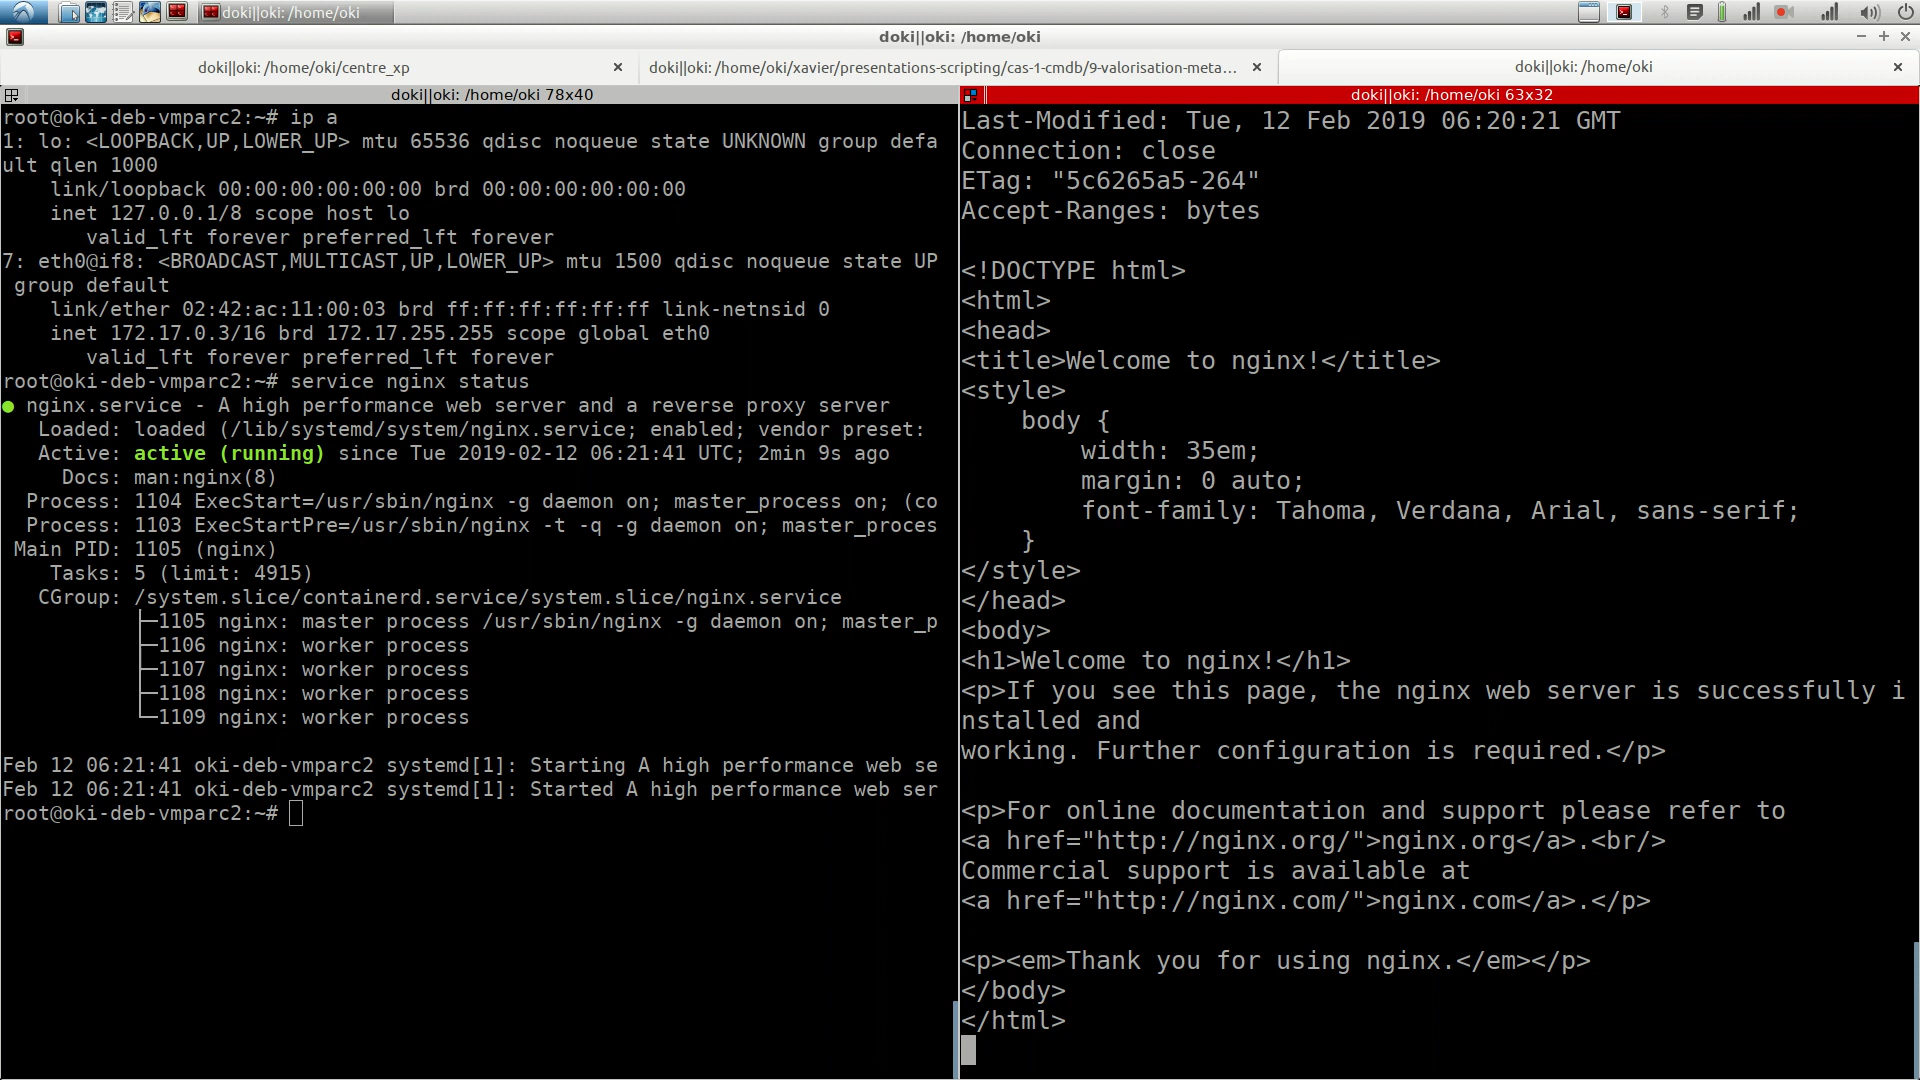 doki||oki: /home/oki
doki||oki: /home/oki
doki||oki: /home/oki/centre_xp
doki||oki: /home/oki/xavier/presentations-scripting/cas-1-cmdb/9-valorisation-meta...
doki||oki: /home/oki
doki||oki: /home/oki 78x40
root@oki-deb-vmparc2:~# ip a
1: lo: <LOOPBACK,UP,LOWER_UP> mtu 65536 qdisc noqueue state UNKNOWN group defa
ult qlen 1000
    link/loopback 00:00:00:00:00:00 brd 00:00:00:00:00:00
    inet 127.0.0.1/8 scope host lo
       valid_lft forever preferred_lft forever
7: eth0@if8: <BROADCAST,MULTICAST,UP,LOWER_UP> mtu 1500 qdisc noqueue state UP
 group default
    link/ether 02:42:ac:11:00:03 brd ff:ff:ff:ff:ff:ff link-netnsid 0
    inet 172.17.0.3/16 brd 172.17.255.255 scope global eth0
       valid_lft forever preferred_lft forever
root@oki-deb-vmparc2:~# service nginx status
● nginx.service - A high performance web server and a reverse proxy server
   Loaded: loaded (/lib/systemd/system/nginx.service; enabled; vendor preset:
   Active: active (running) since Tue 2019-02-12 06:21:41 UTC; 2min 9s ago
     Docs: man:nginx(8)
  Process: 1104 ExecStart=/usr/sbin/nginx -g daemon on; master_process on; (co
  Process: 1103 ExecStartPre=/usr/sbin/nginx -t -q -g daemon on; master_proces
 Main PID: 1105 (nginx)
    Tasks: 5 (limit: 4915)
   CGroup: /system.slice/containerd.service/system.slice/nginx.service
           ├─1105 nginx: master process /usr/sbin/nginx -g daemon on; master_p
           ├─1106 nginx: worker process
           ├─1107 nginx: worker process
           ├─1108 nginx: worker process
           └─1109 nginx: worker process
Feb 12 06:21:41 oki-deb-vmparc2 systemd[1]: Starting A high performance web se
Feb 12 06:21:41 oki-deb-vmparc2 systemd[1]: Started A high performance web ser
root@oki-deb-vmparc2:~#
doki||oki: /home/oki 63x32
Last-Modified: Tue, 12 Feb 2019 06:20:21 GMT
Connection: close
ETag: "5c6265a5-264"
Accept-Ranges: bytes
<!DOCTYPE html>
<html>
<head>
<title>Welcome to nginx!</title>
<style>
    body {
        width: 35em;
        margin: 0 auto;
        font-family: Tahoma, Verdana, Arial, sans-serif;
    }
</style>
</head>
<body>
<h1>Welcome to nginx!</h1>
<p>If you see this page, the nginx web server is successfully i
nstalled and
working. Further configuration is required.</p>
<p>For online documentation and support please refer to
<a href="http://nginx.org/">nginx.org</a>.<br/>
Commercial support is available at
<a href="http://nginx.com/">nginx.com</a>.</p>
<p><em>Thank you for using nginx.</em></p>
</body>
</html>